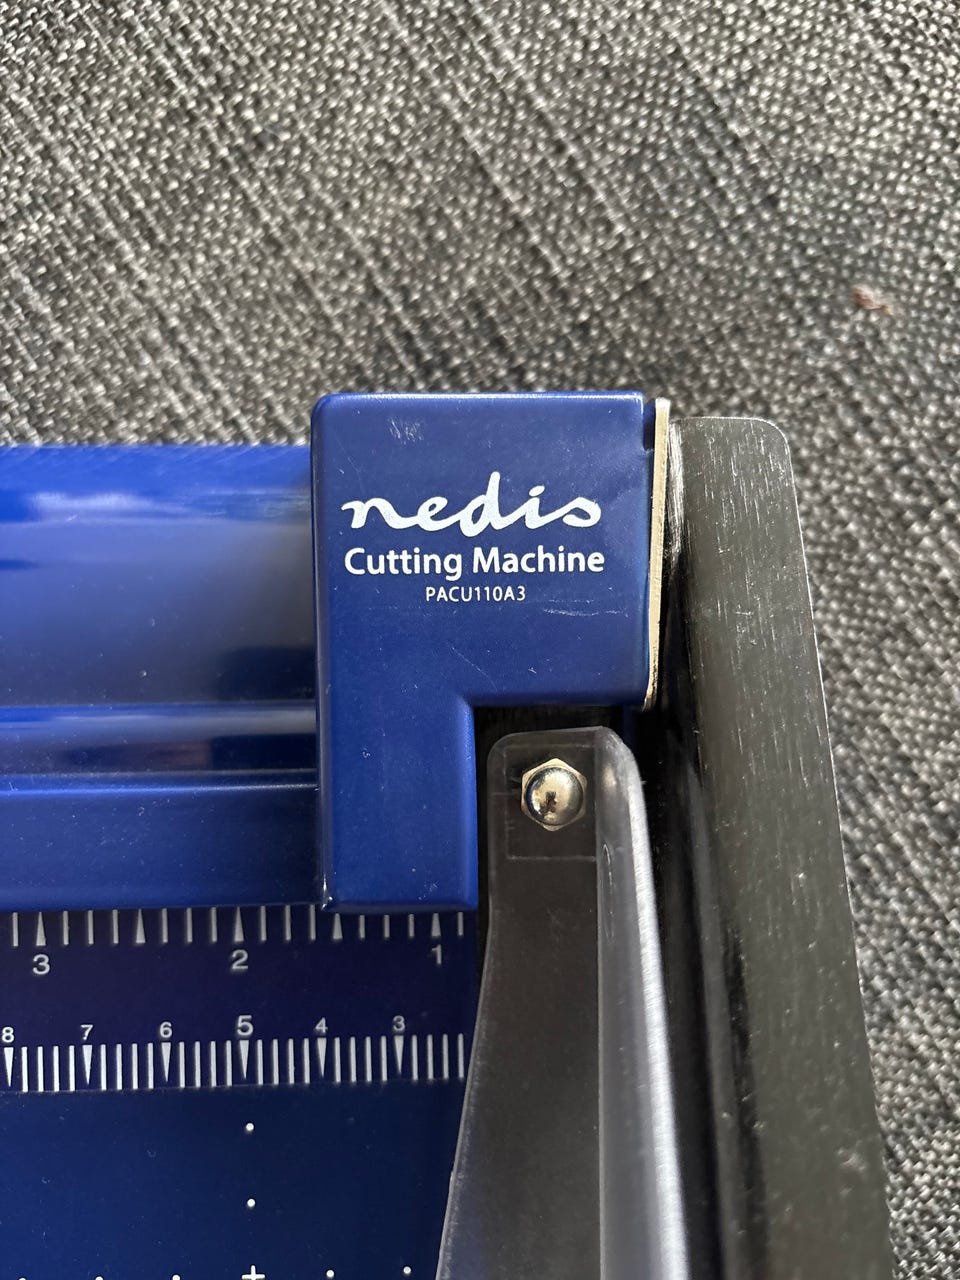 nedis
Cutting Machine
PACU110A3
3 2 1
8 7 6 5 4 3